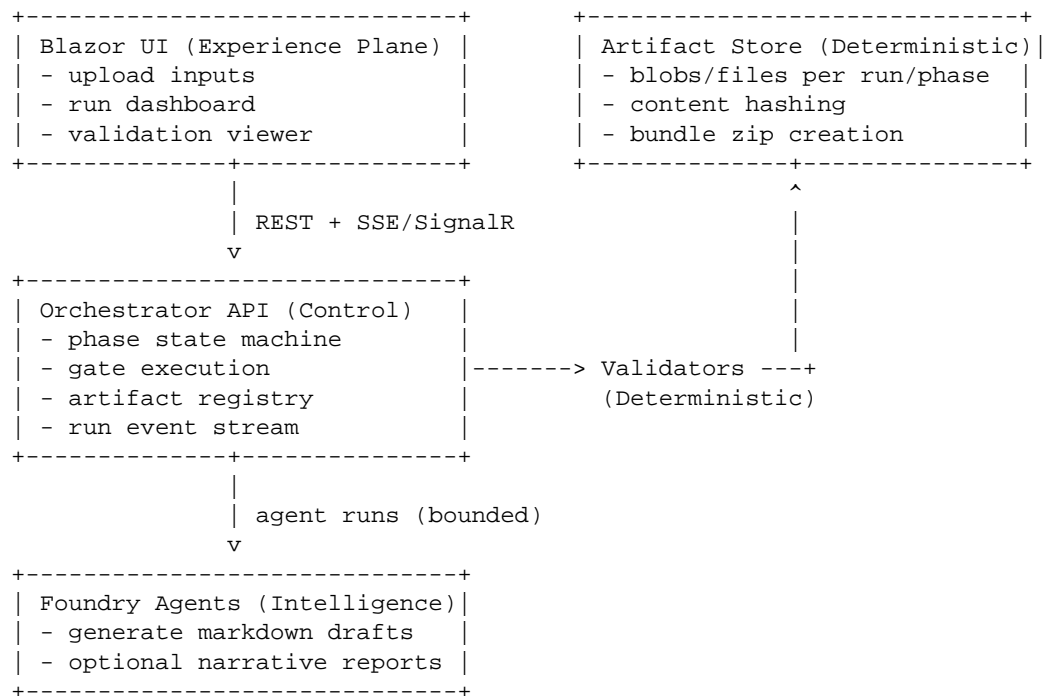 Blazor UI (Experience Plane)
- upload inputs
- run dashboard
- validation viewer
Artifact Store (Deterministic)
- blobs/files per run/phase
- content hashing
- bundle zip creation
REST + SSE/SignalR
Orchestrator API (Control)
- phase state machine
- gate execution
- artifact registry
- run event stream
Validators
(Deterministic)
agent runs (bounded)
Foundry Agents (Intelligence)
- generate markdown drafts
- optional narrative reports